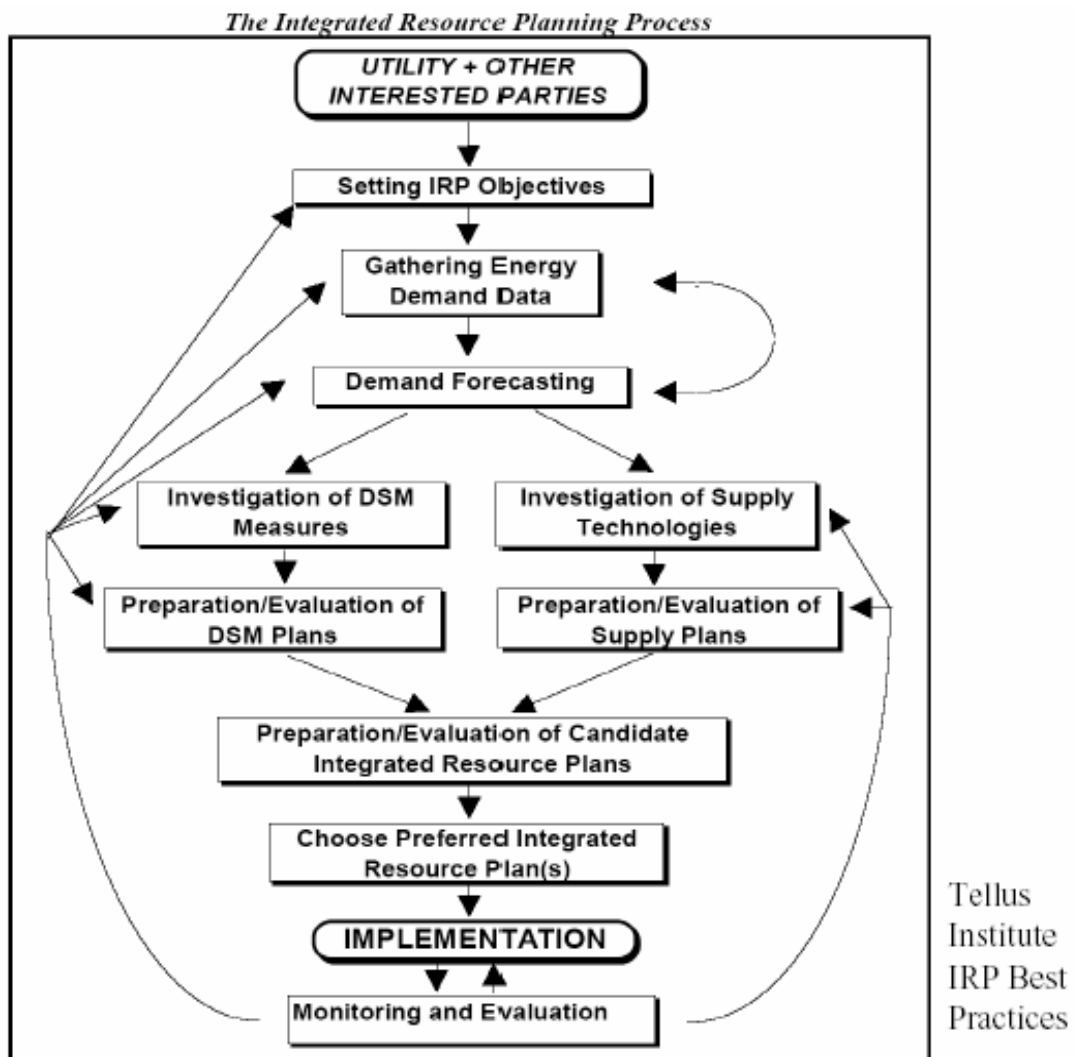 The Integrated Resource Planning Process
UTILITY + OTHER
INTERESTED PARTIES
Setting IRP Objectives
Gathering Energy
Demand Data
Demand Forecasting
Investigation of DSM
Measures
Investigation of Supply
Technologies
Preparation/Evaluation of
DSM Plans
Preparation/Evaluation of
Supply Plans
Preparation/Evaluation of Candidate
Integrated Resource Plans
Choose Preferred Integrated
Resource Plan(s)
IMPLEMENTATION
Monitoring and Evaluation
Tellus
Institute
IRP Best
Practices